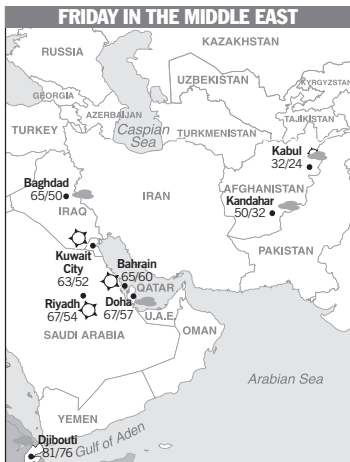 FRIDAY IN THE MIDDLE EAST
KAZAKHSTAN
RUSSIA
UZBEKISTAN
KYRGYZSTAN
GEORGIA
AZERBAIJAN
TAJIKISTAN
TURKEY
Caspian
Sea
TURKMENISTAN
Kabul
32/24
Baghdad
65/50
IRAN
AFGHANISTAN
Kandahar
50/32
IRAQ
PAKISTAN
Kuwait
City
63/52
Bahrain
65/60
QATAR
Riyadh
67/54
Doha
67/57
U.A.E.
SAUDI ARABIA
OMAN
Arabian Sea
YEMEN
Djibouti
81/76
Gulf of Aden